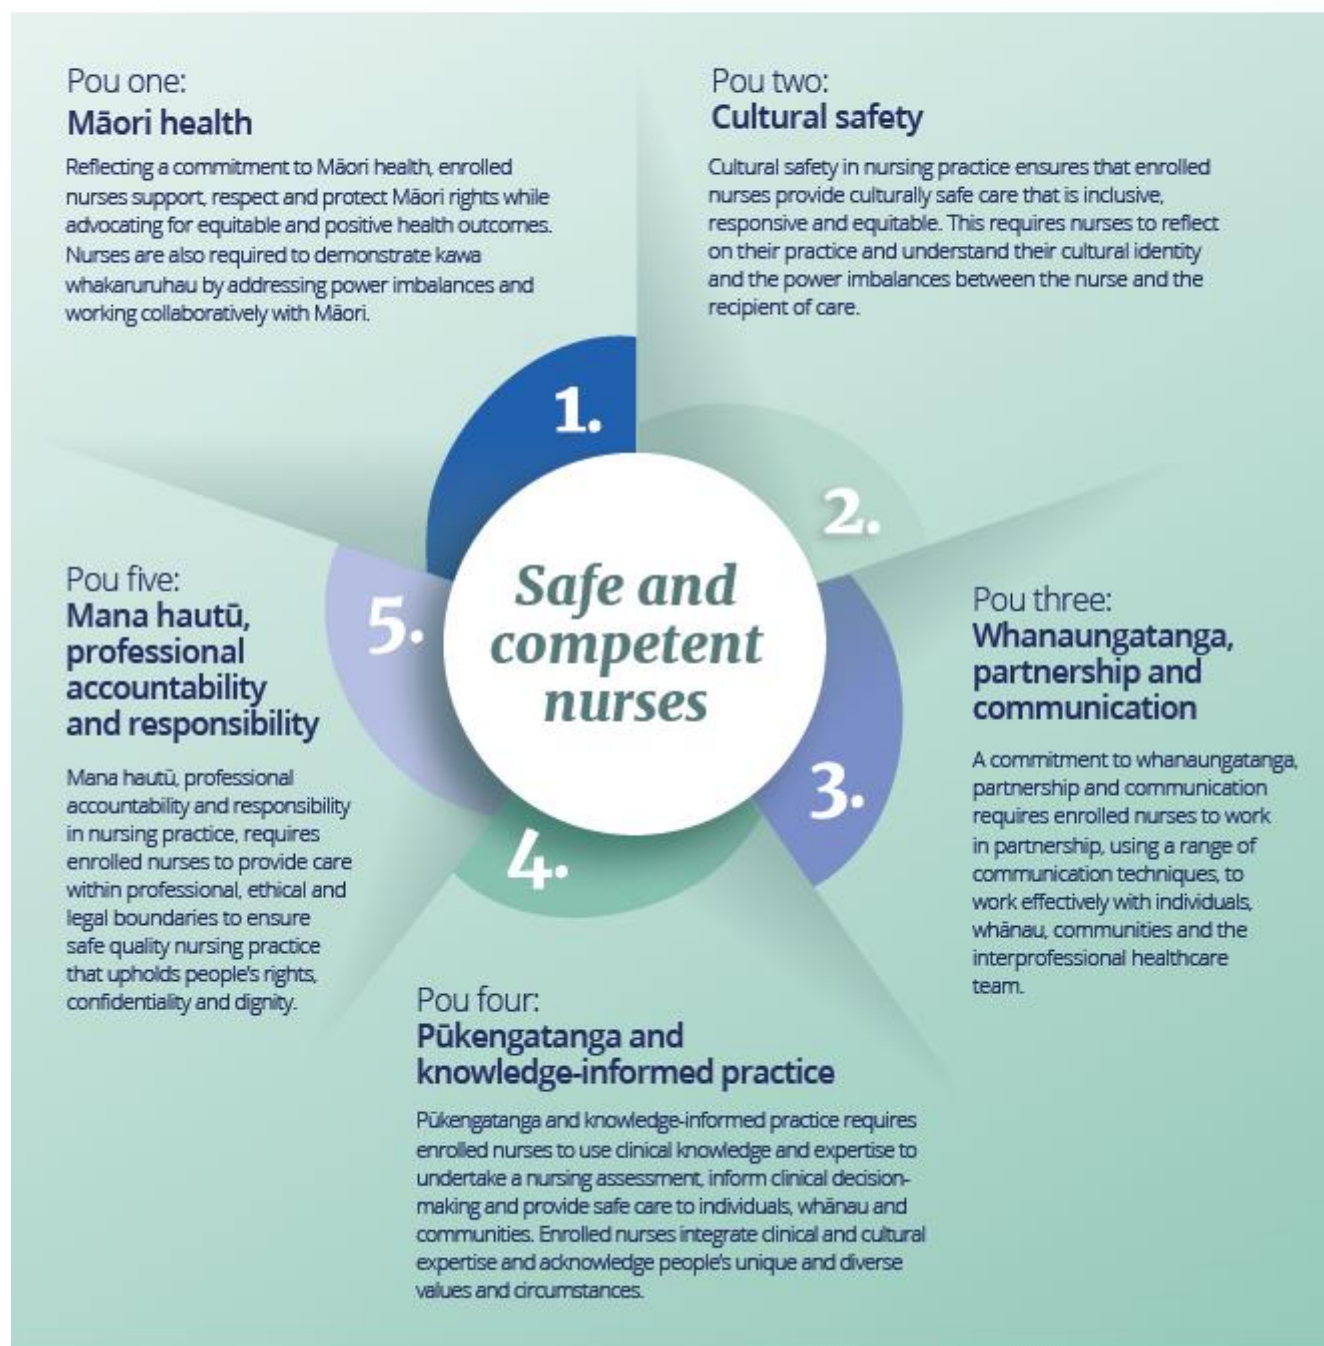 Pou one:
Māori health
Reflecting a commitment to Māori health, enrolled
nurses support, respect and protect Māori rights while
advocating for equitable and positive health outcomes.
Nurses are also required to demonstrate kawa
whakaruruhau by addressing power imbalances and
working collaboratively with Māori.
Pou two:
Cultural safety
Cultural safety in nursing practice ensures that enrolled
nurses provide culturally safe care that is inclusive,
responsive and equitable. This requires nurses to reflect
on their practice and understand their cultural identity
and the power imbalances between the nurse and the
recipient of care.
1.
2.
3.
4.
5.
Safe and
competent
nurses
Pou three:
Whanaungatanga,
partnership and
communication
A commitment to whanaungatanga,
partnership and communication
requires enrolled nurses to work
in partnership, using a range of
communication techniques, to
work effectively with individuals,
whānau, communities and the
interprofessional healthcare
team.
Pou four:
Pūkengatanga and
knowledge-informed practice
Pūkengatanga and knowledge-informed practice requires
enrolled nurses to use clinical knowledge and expertise to
undertake a nursing assessment, inform clinical decision-
making and provide safe care to individuals, whānau and
communities. Enrolled nurses integrate clinical and cultural
expertise and acknowledge people's unique and diverse
values and circumstances.
Pou five:
Mana hautū,
professional
accountability
and responsibility
Mana hautū, professional
accountability and responsibility
in nursing practice, requires
enrolled nurses to provide care
within professional, ethical and
legal boundaries to ensure
safe quality nursing practice
that upholds people's rights,
confidentiality and dignity.